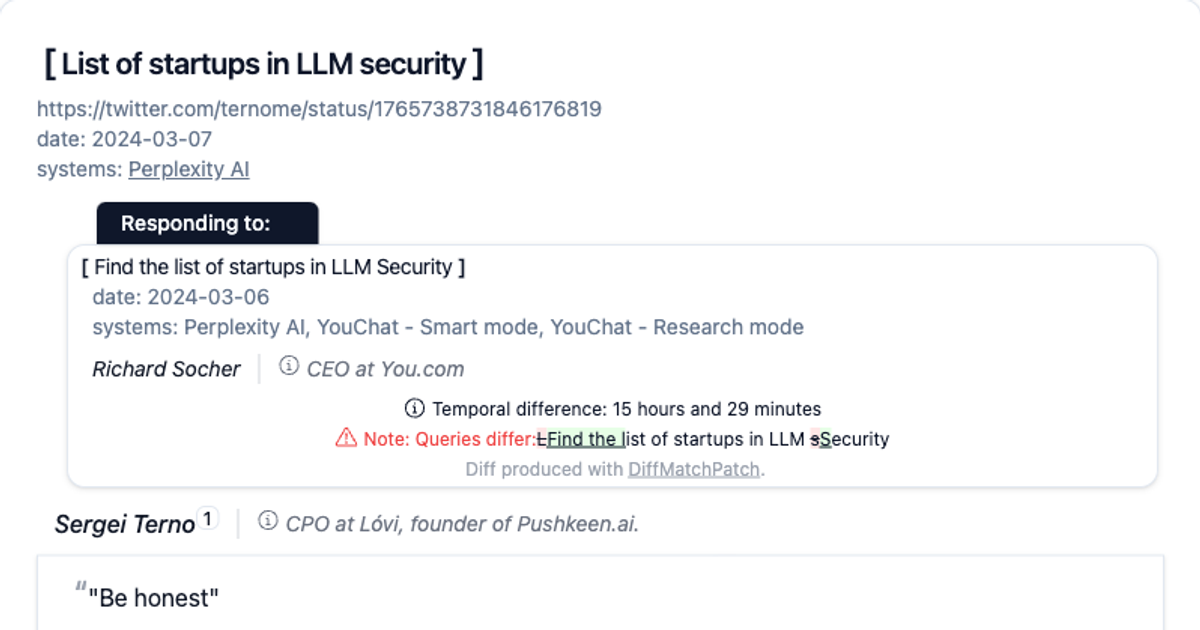 [ List of startups in LLM security ]
https://twitter.com/ternome/status/1765738731846176819
date: 2024-03-07
systems: Perplexity AI
Responding to:
[ Find the list of startups in LLM Security ]
date: 2024-03-06
systems: Perplexity AI, YouChat - Smart mode, YouChat - Research mode
Richard Socher | ⓘ CEO at You.com
ⓘ Temporal difference: 15 hours and 29 minutes
⚠ Note: Queries differ:LFind the list of startups in LLM sSecurity
Diff produced with DiffMatchPatch.
Sergei Terno 1 | ⓘ CPO at Lóvi, founder of Pushkeen.ai.
“"Be honest"